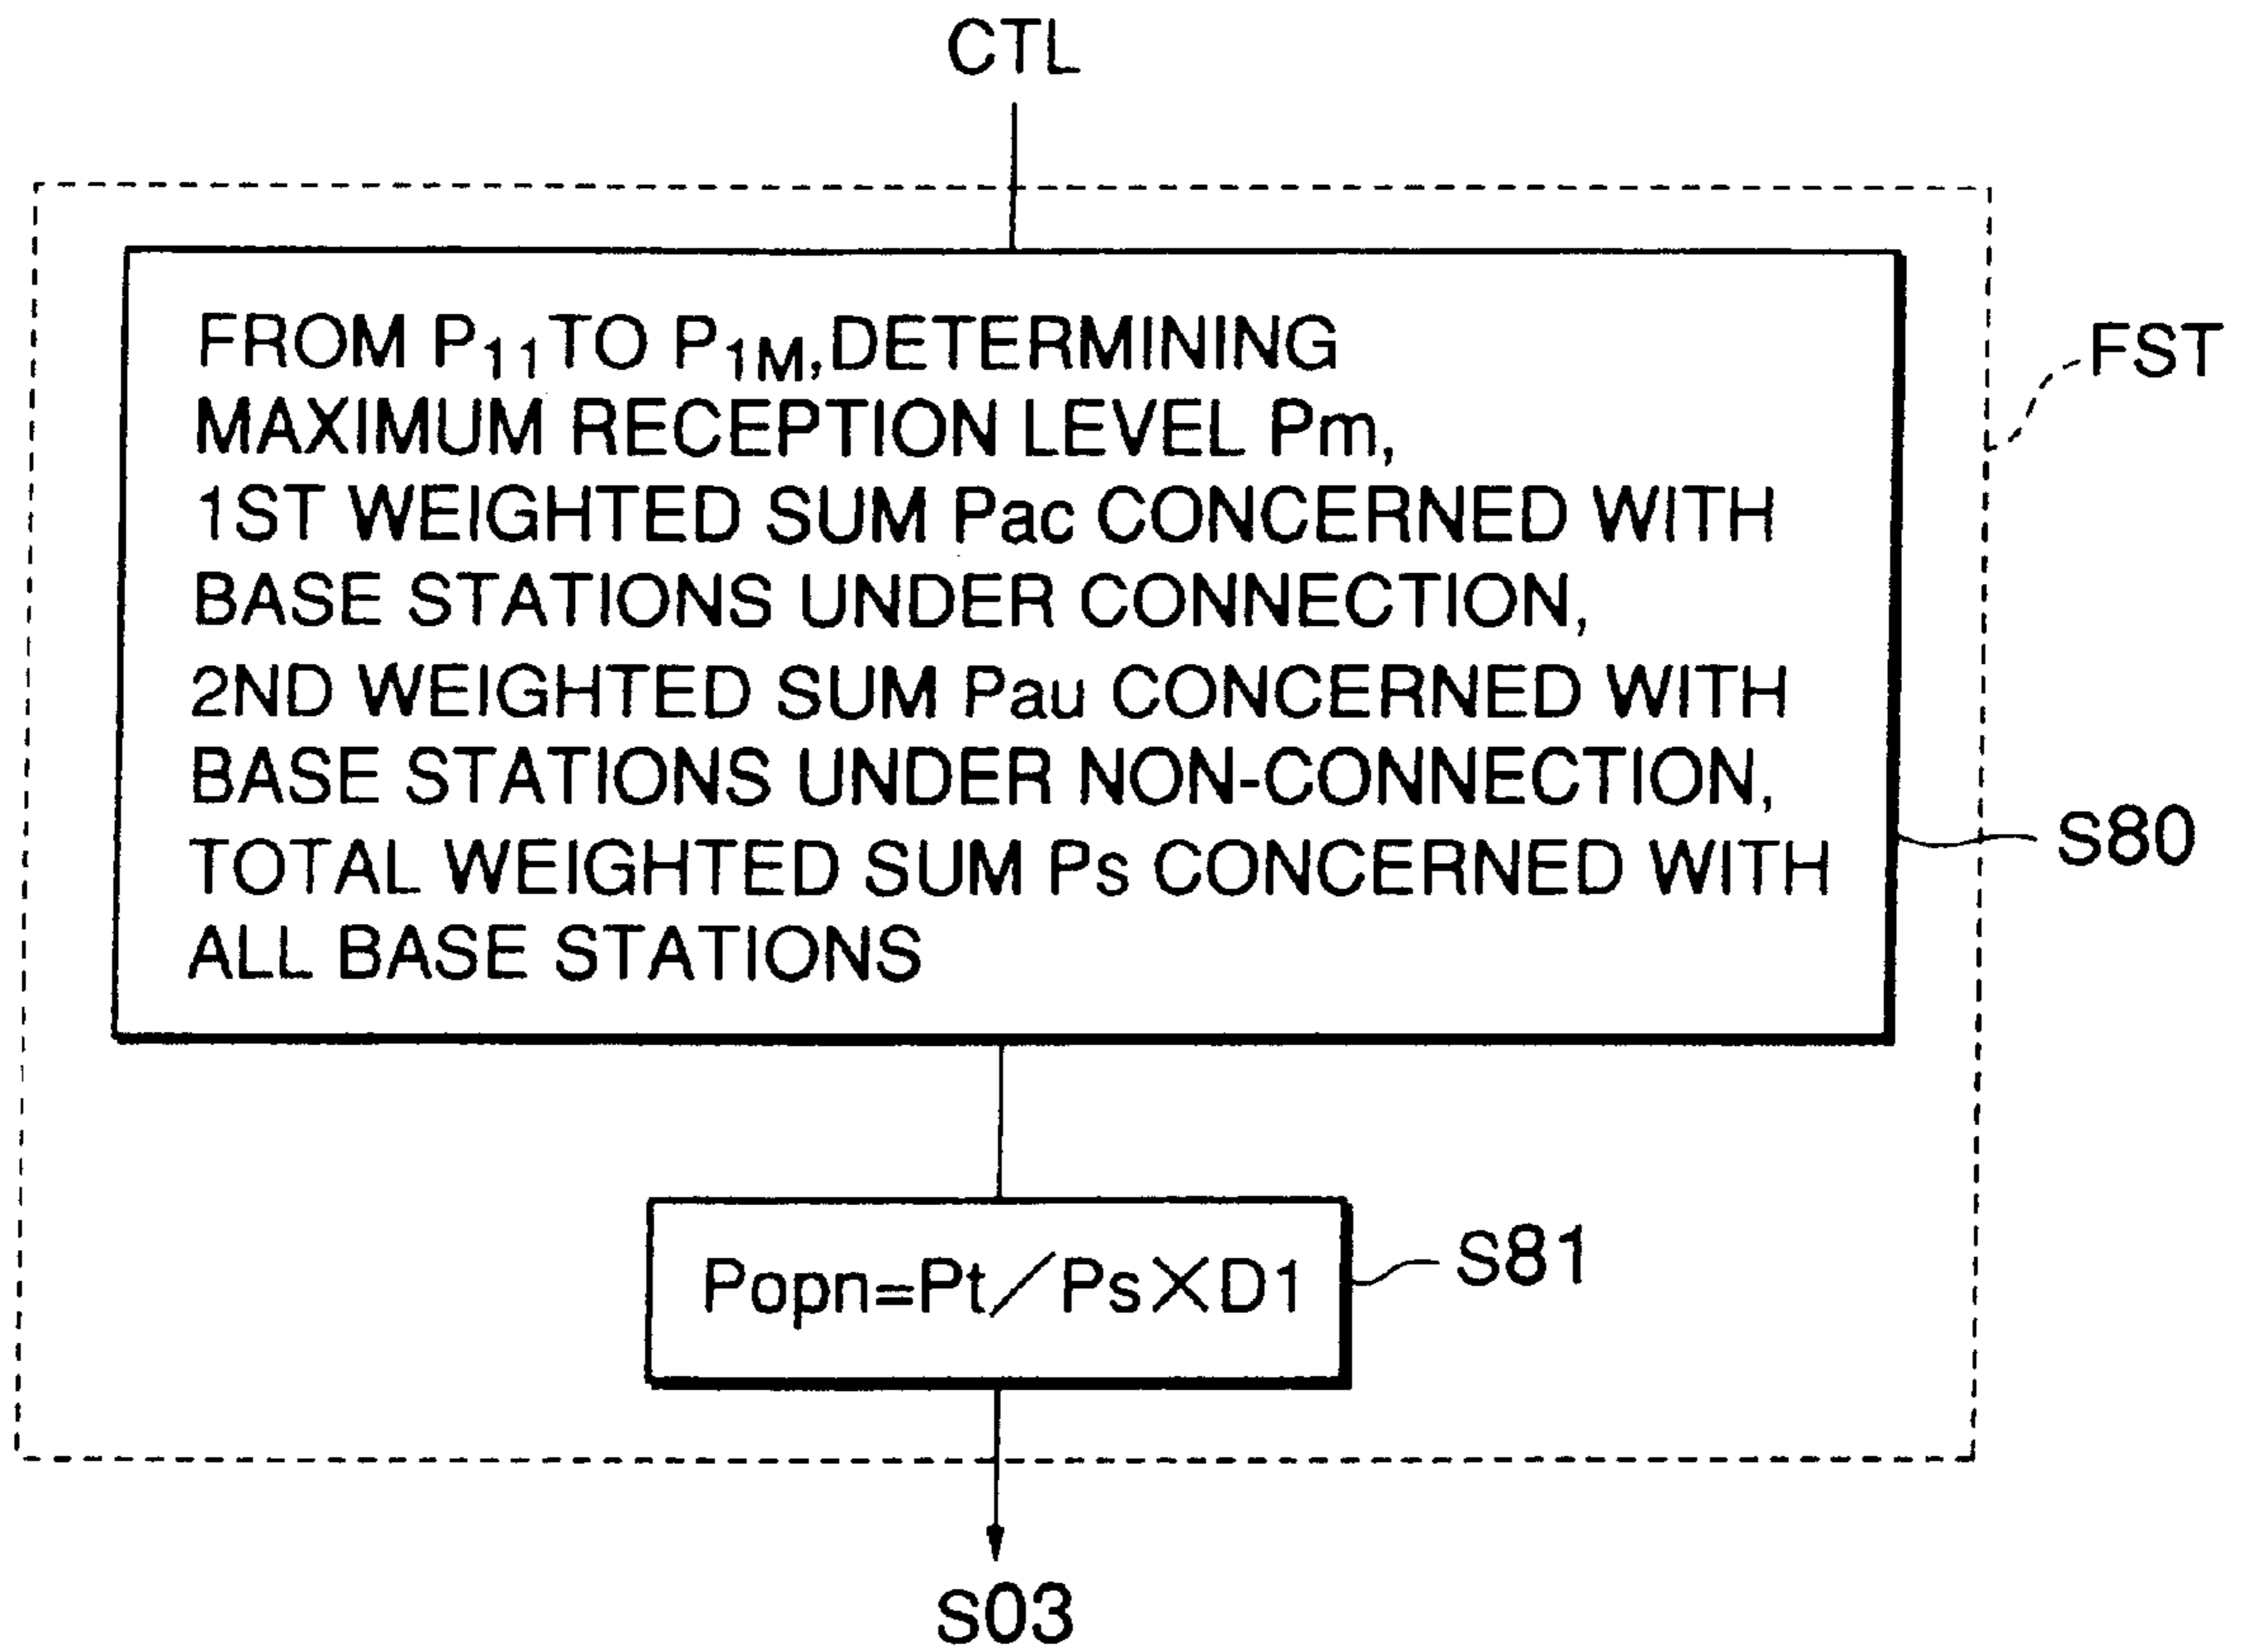 CTL
FROM P₁₁ TO P₁M, DETERMINING
MAXIMUM RECEPTION LEVEL Pm,
1ST WEIGHTED SUM Pac CONCERNED WITH
BASE STATIONS UNDER CONNECTION,
2ND WEIGHTED SUM Pau CONCERNED WITH
BASE STATIONS UNDER NON-CONNECTION,
TOTAL WEIGHTED SUM Ps CONCERNED WITH
ALL BASE STATIONS
FST
S80
Popn=Pt/Ps×D1
S81
S03